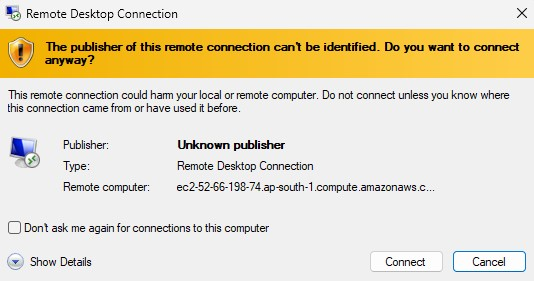 Remote Desktop Connection
The publisher of this remote connection can't be identified. Do you want to connect
anyway?
This remote connection could harm your local or remote computer. Do not connect unless you know where
this connection came from or have used it before.
Publisher: Unknown publisher
Type: Remote Desktop Connection
Remote computer: ec2-52-66-198-74.ap-south-1.compute.amazonaws.c...
Don't ask me again for connections to this computer
Show Details
Connect
Cancel